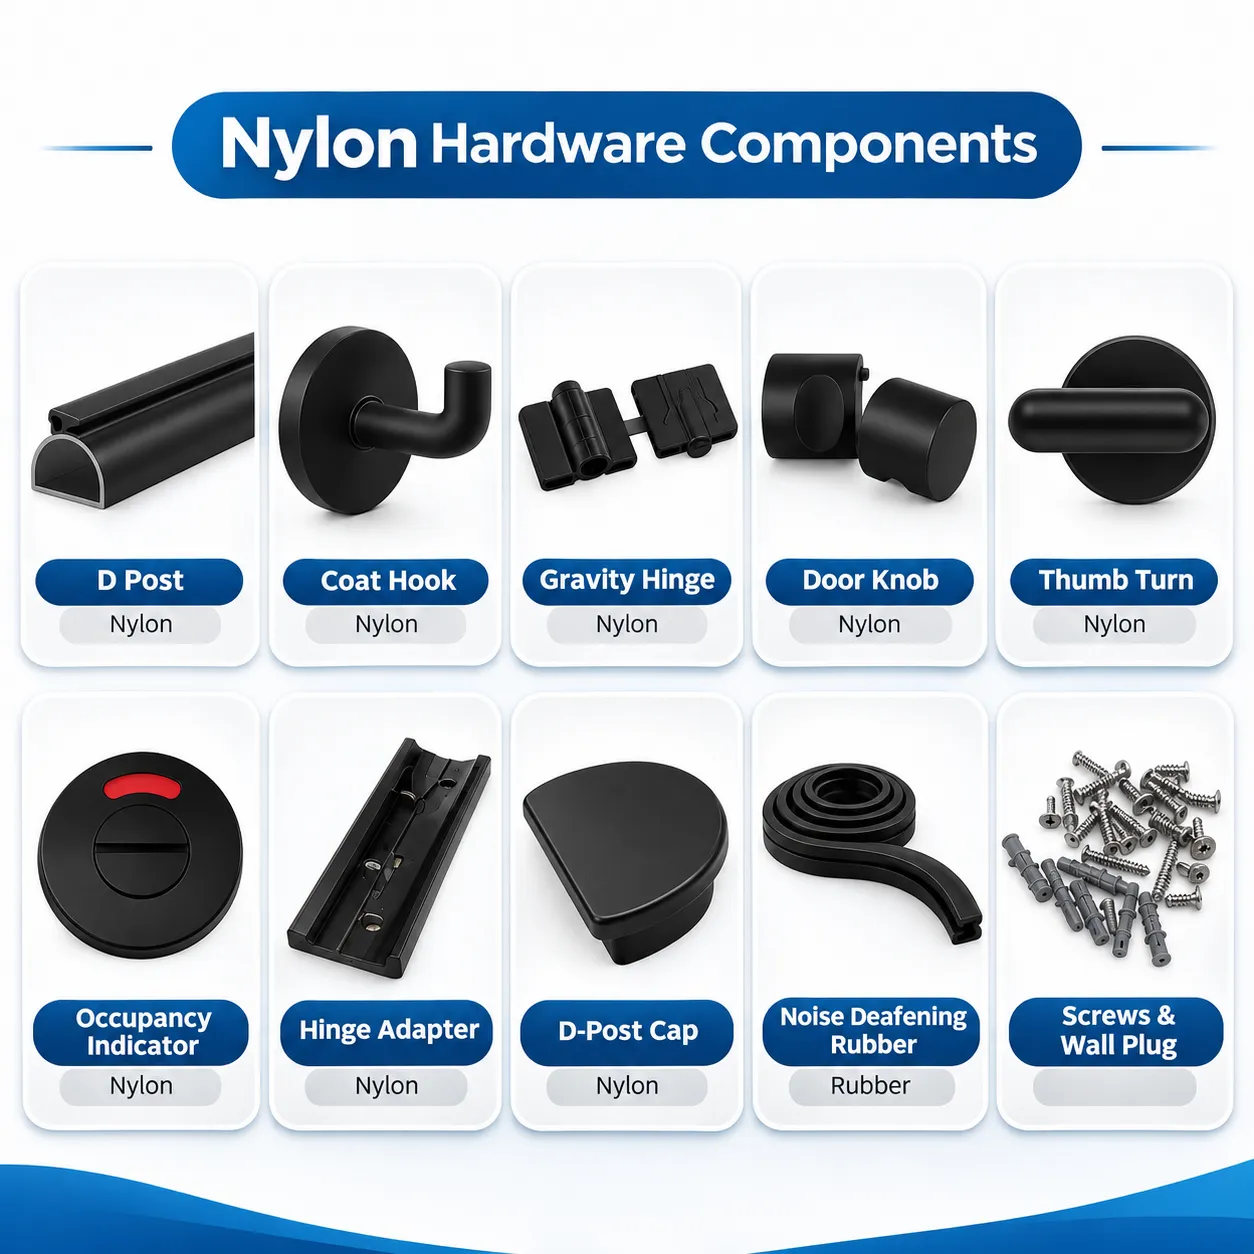 Nylon Hardware Components
D Post
Nylon
Coat Hook
Nylon
Gravity Hinge
Nylon
Door Knob
Nylon
Thumb Turn
Nylon
Occupancy
Indicator
Nylon
Hinge Adapter
Nylon
D-Post Cap
Nylon
Noise Deafening
Rubber
Rubber
Screws &
Wall Plug